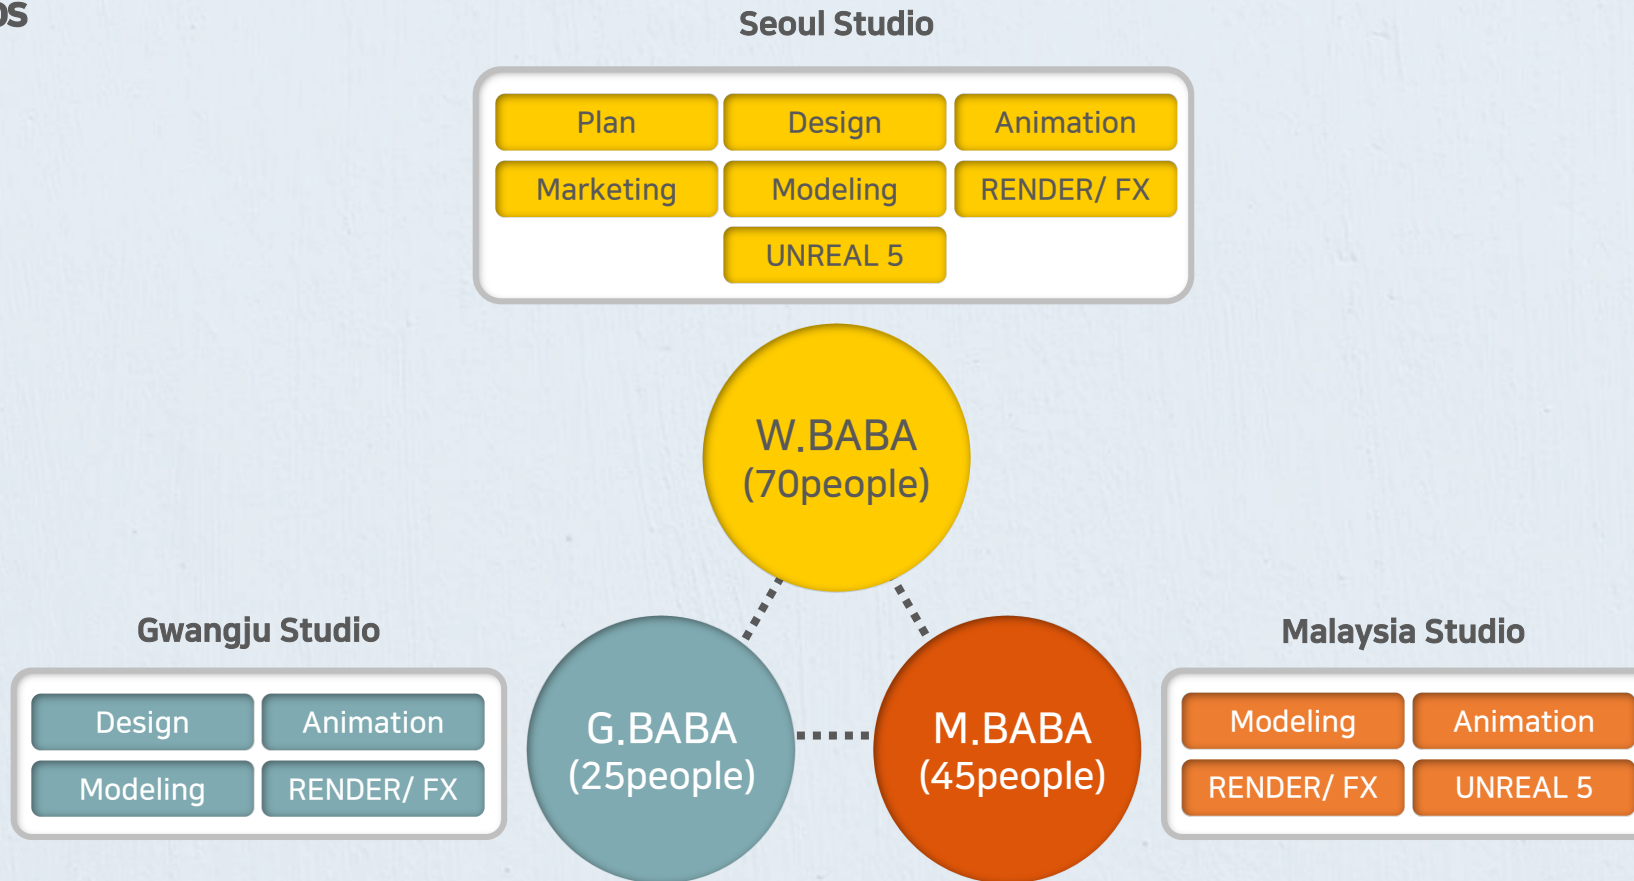 Seoul Studio
Plan Design Animation
Marketing Modeling RENDER/ FX
UNREAL 5
W.BABA
(70people)
Gwangju Studio
Design Animation
Modeling RENDER/ FX
G.BABA
(25people)
M.BABA
(45people)
Malaysia Studio
Modeling Animation
RENDER/ FX UNREAL 5